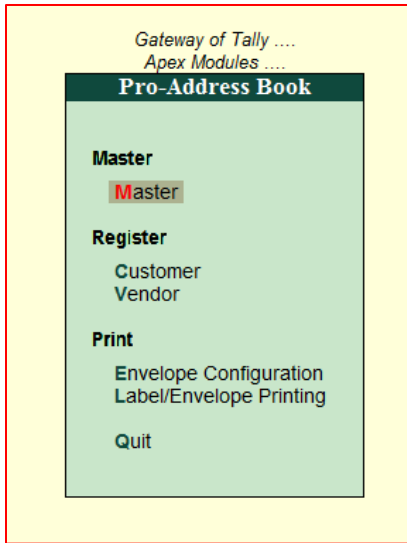 Gateway of Tally ....
Apex Modules ....
Pro-Address Book
Master
Master
Register
Customer
Vendor
Print
Envelope Configuration
Label/Envelope Printing
Quit